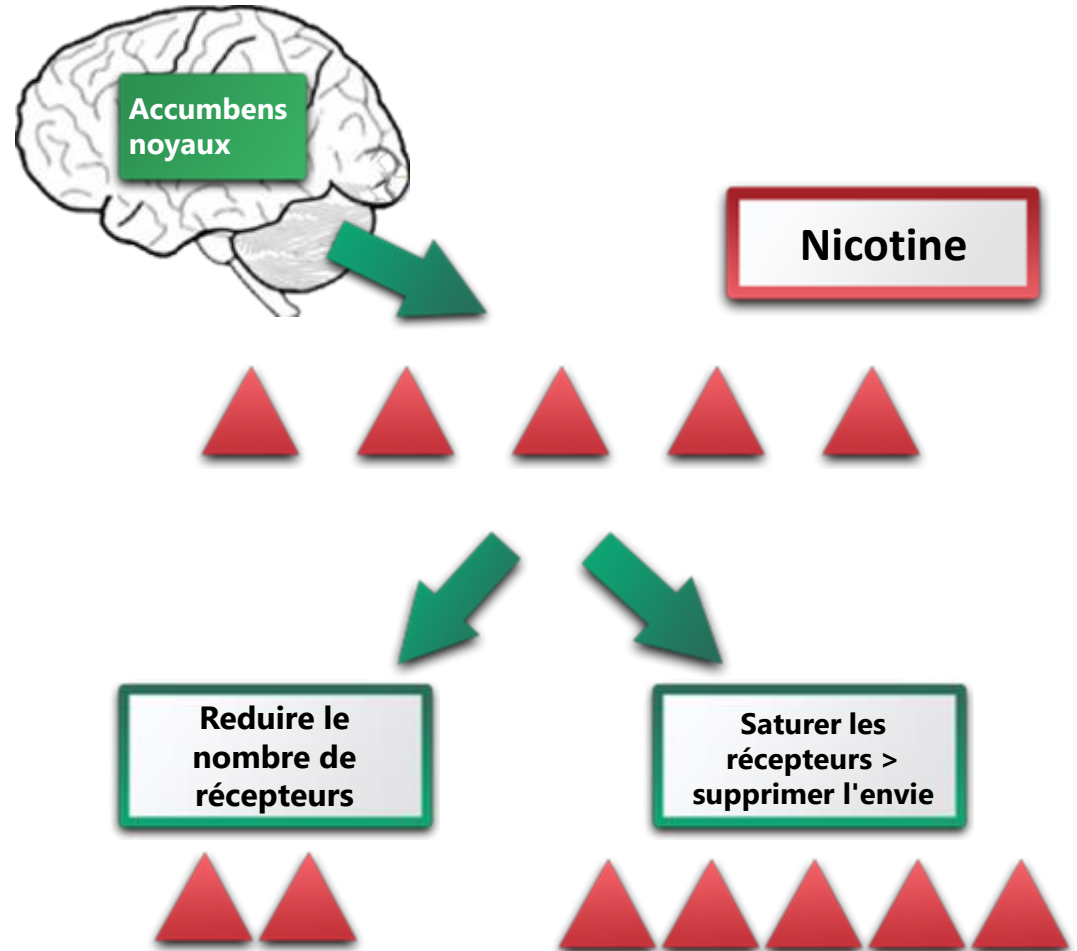 Accumbens
noyaux
Nicotine
Reduire le
nombre de
récepteurs
Saturer les
récepteurs >
supprimer l'envie